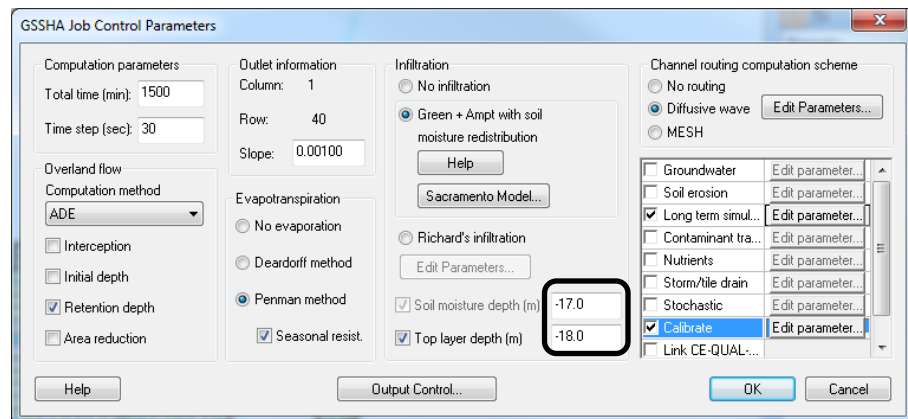 GSSHA Job Control Parameters
Computation parameters
Total time (min): 1500
Time step (sec): 30
Overland flow
Computation method
ADE
Interception
Initial depth
Retention depth
Area reduction
Outlet information
Column: 1
Row: 40
Slope: 0.00100
Evapotranspiration
No evaporation
Deardorff method
Penman method
Seasonal resist.
Infiltration
No infiltration
Green + Ampt with soil
moisture redistribution
Help
Sacramento Model...
Richard's infiltration
Edit Parameters...
Soil moisture depth (m) -17.0
Top layer depth (m) -18.0
Channel routing computation scheme
No routing
Diffusive wave Edit Parameters...
MESH
Groundwater Edit parameter...
Soil erosion Edit parameter...
Long term simul... Edit parameter...
Contaminant tra... Edit parameter...
Nutrients Edit parameter...
Storm/tile drain Edit parameter...
Stochastic Edit parameter...
Calibrate Edit parameter...
Link CE-QUAL-...
Help
Output Control...
OK
Cancel